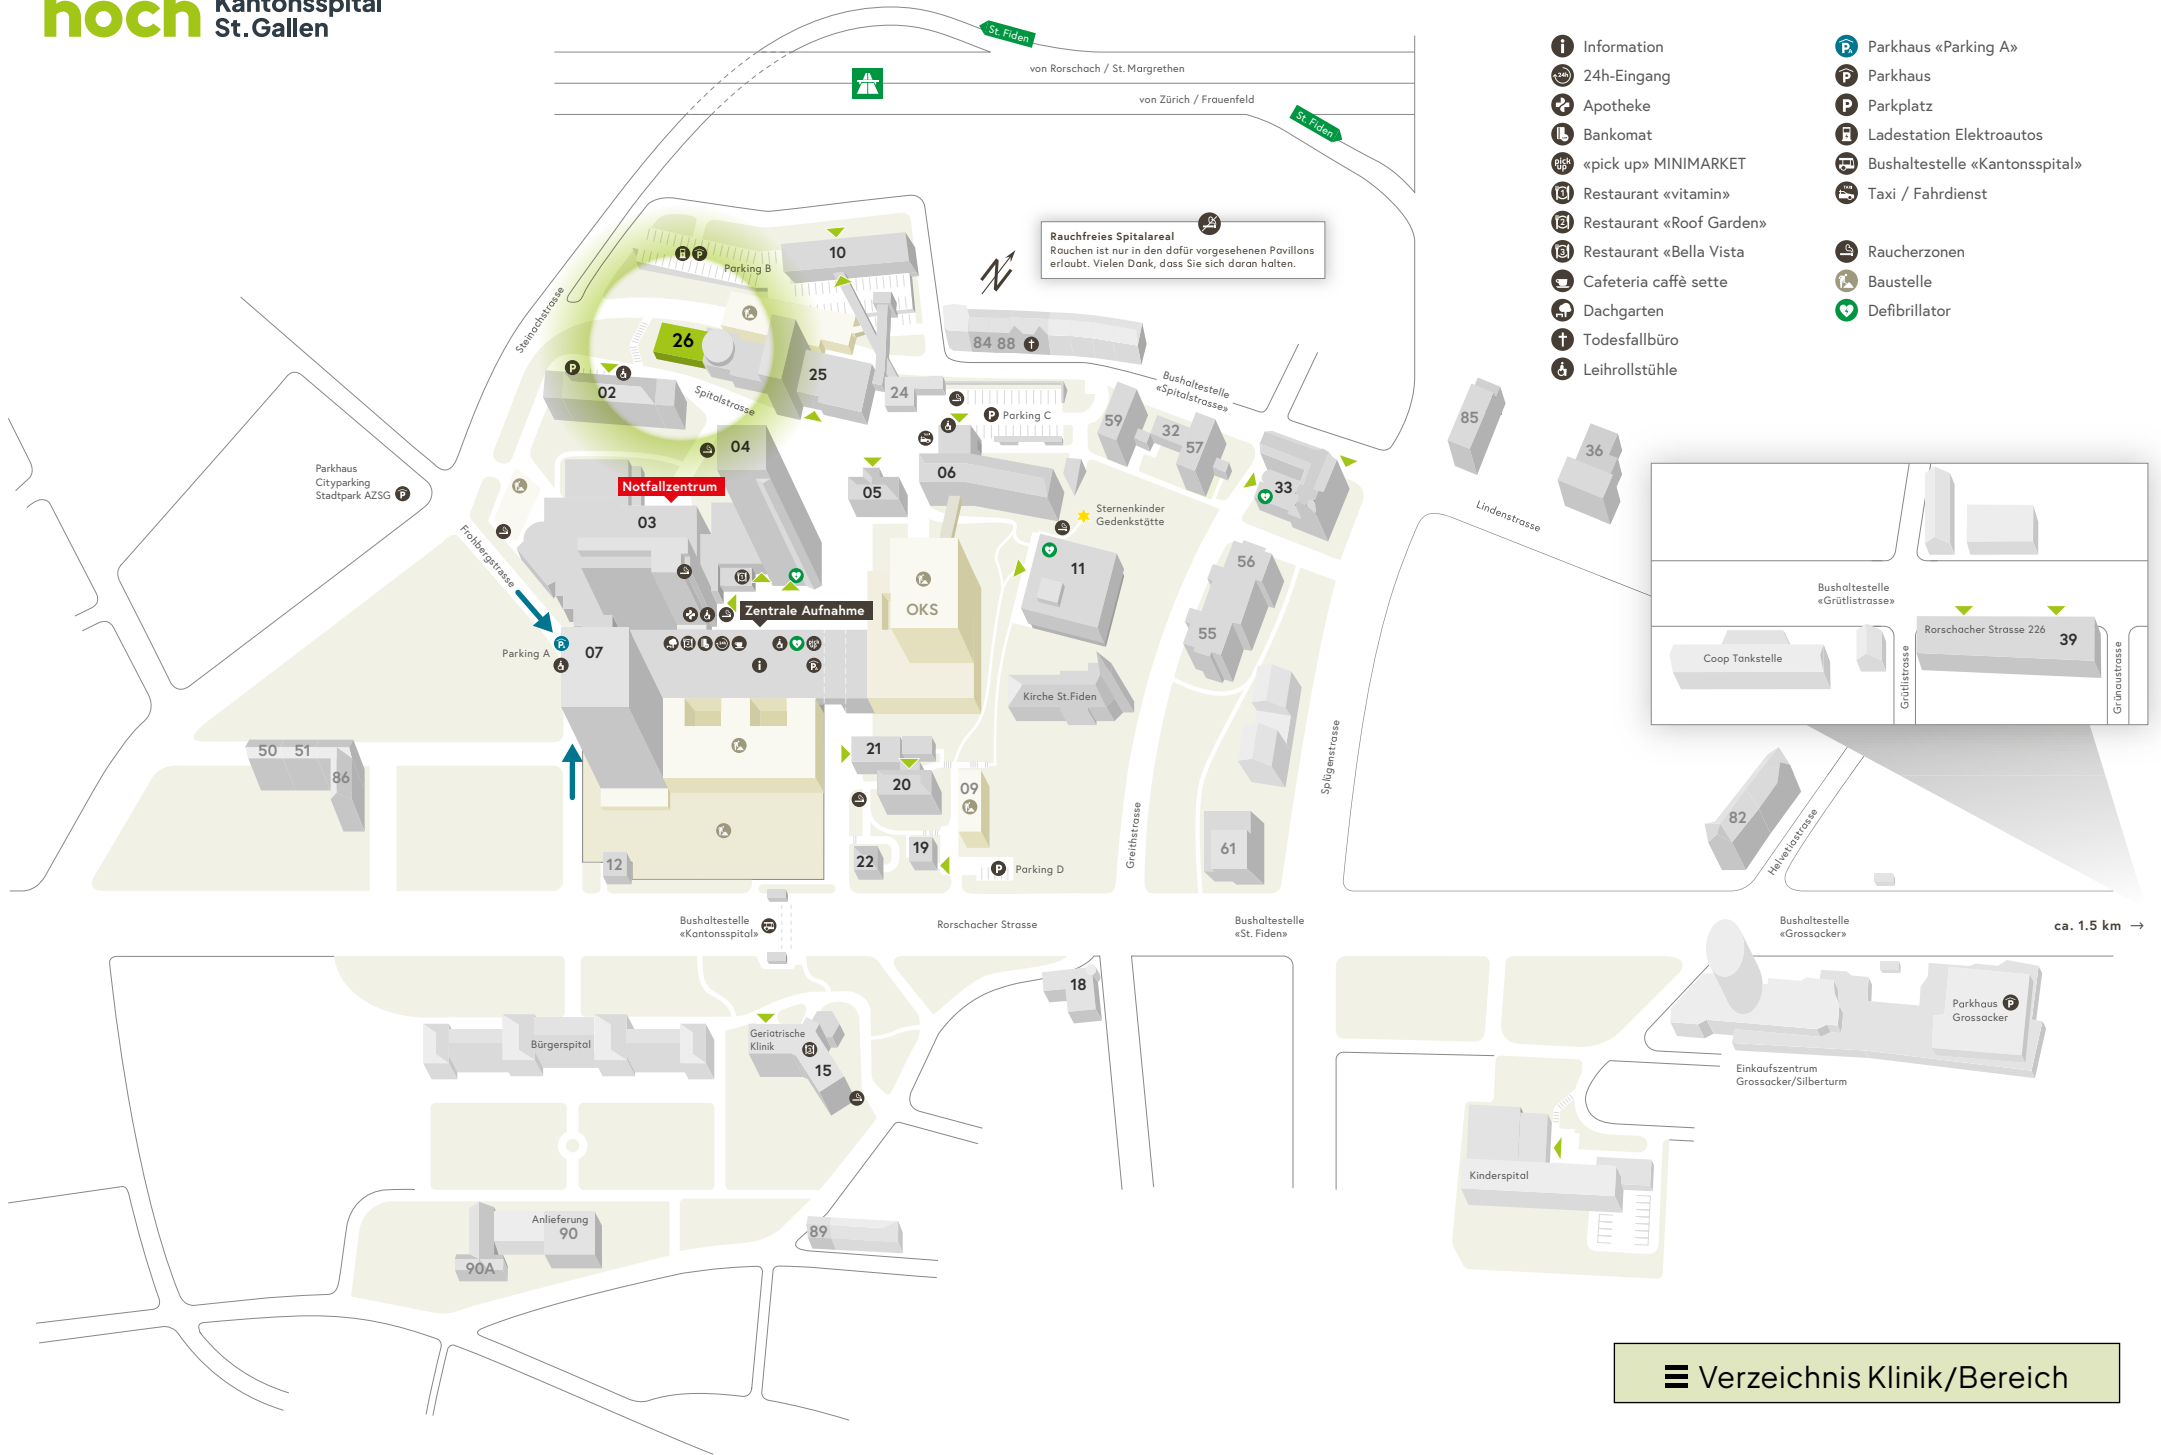 hoch Kantonsspital
St.Gallen
St. Fiden
von Rorschach / St. Margrethen
von Zürich / Frauenfeld
St. Fiden
Information
24h-Eingang
Apotheke
Bankomat
«pick up» MINIMARKET
Restaurant «vitamin»
Restaurant «Roof Garden»
Restaurant «Bella Vista
Cafeteria caffè sette
Dachgarten
Todesfallbüro
Leihrollstühle
Parkhaus «Parking A»
Parkhaus
Parkplatz
Ladestation Elektroautos
Bushaltestelle «Kantonsspital»
Taxi / Fahrdienst
Raucherzonen
Baustelle
Defibrillator
Rauchfreies Spitalareal
Rauchen ist nur in den dafür vorgesehenen Pavillons
erlaubt. Vielen Dank, dass Sie sich daran halten.
N
Steinachstrasse
Parking B
10
26
02
25
24
84 88
Spitalstrasse
Bushaltestelle
«Spitalstrasse»
Parking C
59
32
57
85
36
04
06
05
33
Parkhaus
Cityparking
Stadtpark AZSG
Notfallzentrum
03
Sternenkinder
Gedenkstätte
Lindenstrasse
Frohbergstrasse
11
56
55
OKS
Zentrale Aufnahme
Parking A
07
Kirche St.Fiden
Bushaltestelle
«Grütlistrasse»
Rorschacher Strasse 226
39
Coop Tankstelle
Grütlistrasse
Grünaustrasse
50 51
86
21
20
09
Splügenstrasse
Greithstrasse
82
Helvetiastrasse
12
22
19
61
Parking D
Bushaltestelle
«Kantonsspital»
Rorschacher Strasse
Bushaltestelle
«St. Fiden»
Bushaltestelle
«Grossacker»
ca. 1.5 km →
18
Parkhaus
Grossacker
Einkaufszentrum
Grossacker/Silberturm
Bürgerspital
Geriatrische
Klinik
15
Kinderspital
Anlieferung
90
90A
89
Verzeichnis Klinik/Bereich